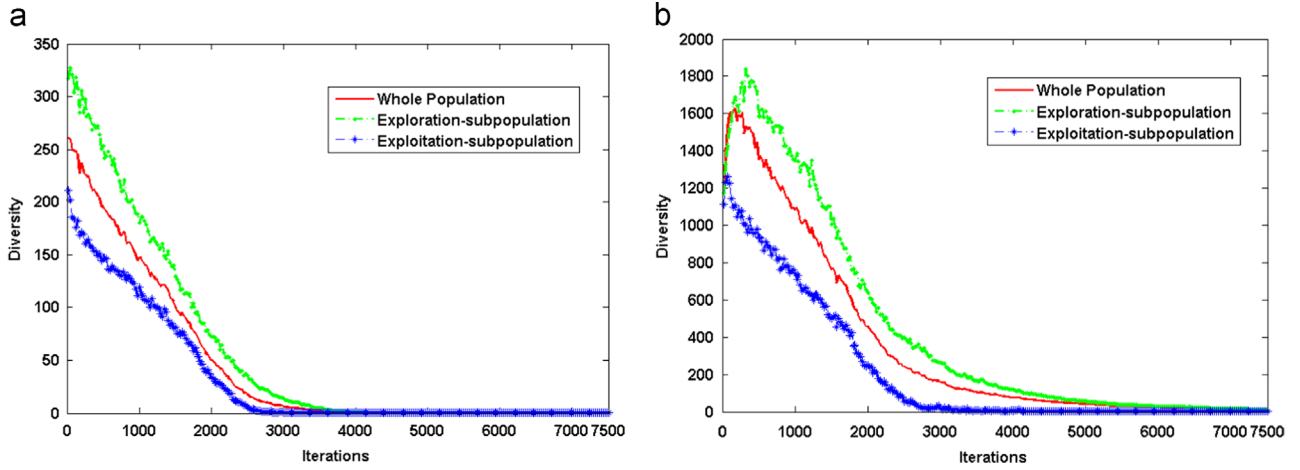 a
350
300
250
200
150
100
50
0
Diversity
0 1000 2000 3000 4000 5000 6000 7000 7500
Iterations
Whole Population
Exploration-subpopulation
Exploitation-subpopulation
b
2000
1800
1600
1400
1200
1000
800
600
400
200
0
Diversity
0 1000 2000 3000 4000 5000 6000 7000 7500
Iterations
Whole Population
Exploration-subpopulation
Exploitation-subpopulation